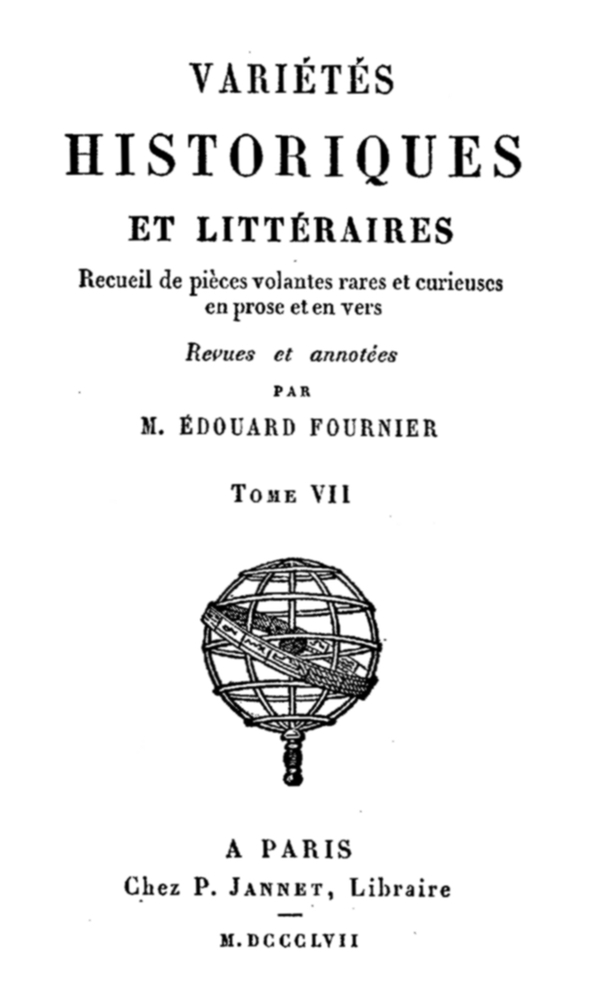 VARIÉTÉS
HISTORIQUES
ET LITTÉRAIRES
Recueil de pièces volantes rares et curieuses
en prose et en vers
Revues et annotées
PAR
M. ÉDOUARD FOURNIER
TOME VII
A PARIS
Chez P. JANNET, Libraire
M.DCCCLVII